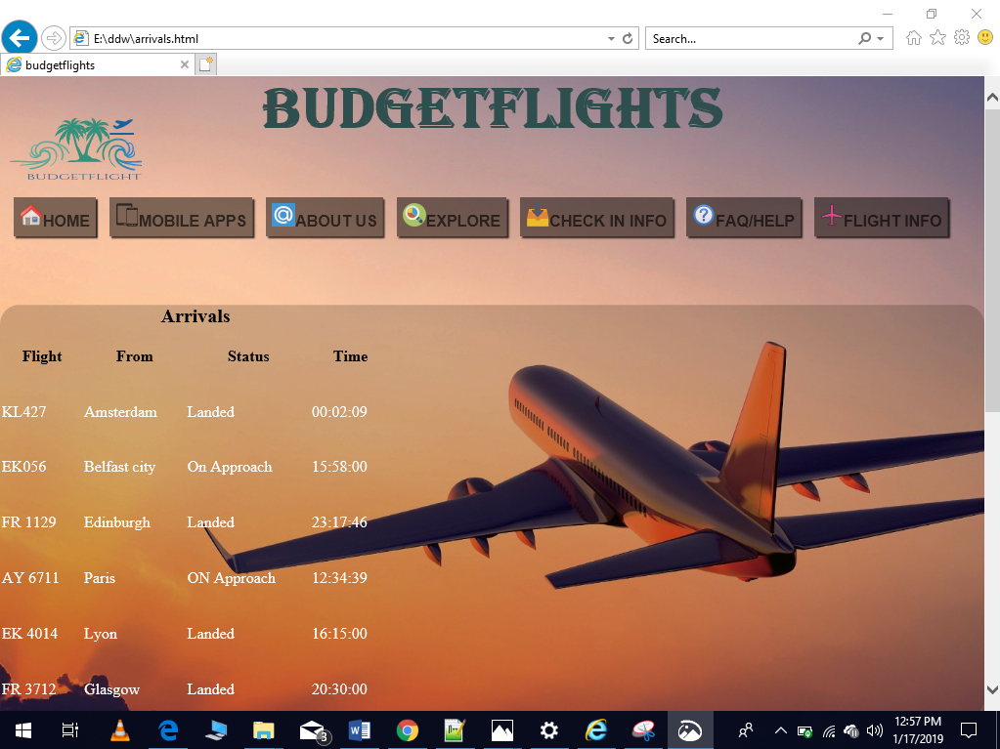 E:\ddw\arrivals.html
Search...
budgetflights
BUDGETFLIGHTS
BUDGETFLIGHT
HOME MOBILE APPS ABOUT US EXPLORE CHECK IN INFO FAQ/HELP FLIGHT INFO
Arrivals
Flight From Status Time
KL427 Amsterdam Landed 00:02:09
EK056 Belfast city On Approach 15:58:00
FR 1129 Edinburgh Landed 23:17:46
AY 6711 Paris ON Approach 12:34:39
EK 4014 Lyon Landed 16:15:00
FR 3712 Glasgow Landed 20:30:00
3
12:57 PM
1/17/2019